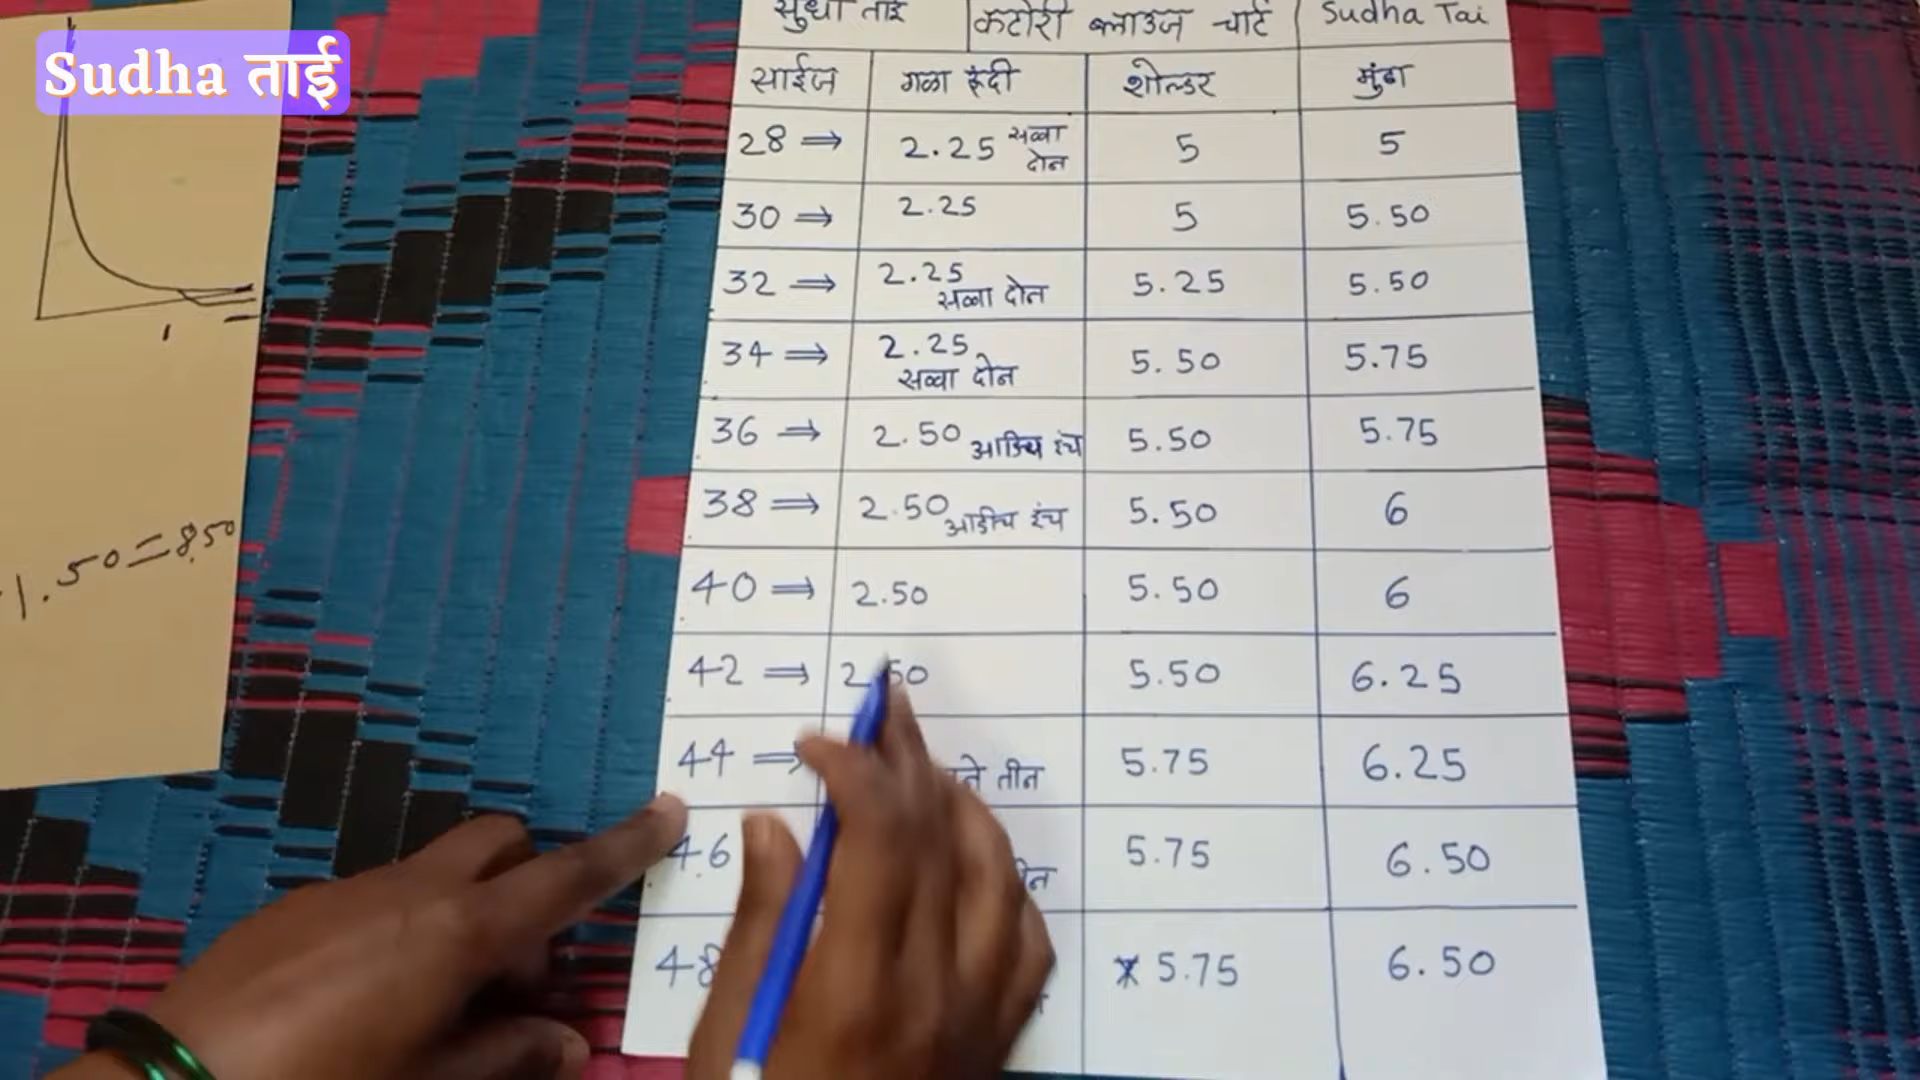 Sudha ताई
सुधा ताई कटोरी ब्लाउज चार्ट Sudha Tai
साईज गळा रुंदी शोल्डर मुंढा
28 ⇒ 2.25 सव्वा दोन 5 5
30 ⇒ 2.25 5 5.50
32 ⇒ 2.25 सव्वा दोन 5.25 5.50
34 ⇒ 2.25 सव्वा दोन 5.50 5.75
36 ⇒ 2.50 इंच 5.50 5.75
38 ⇒ 2.50 अडीच इंच 5.50 6
40 ⇒ 2.50 5.50 6
42 ⇒ 2.50 5.50 6.25
44 ⇒ तीन 5.75 6.25
46 5.75 6.50
48 5.75 6.50
1.50=8.50